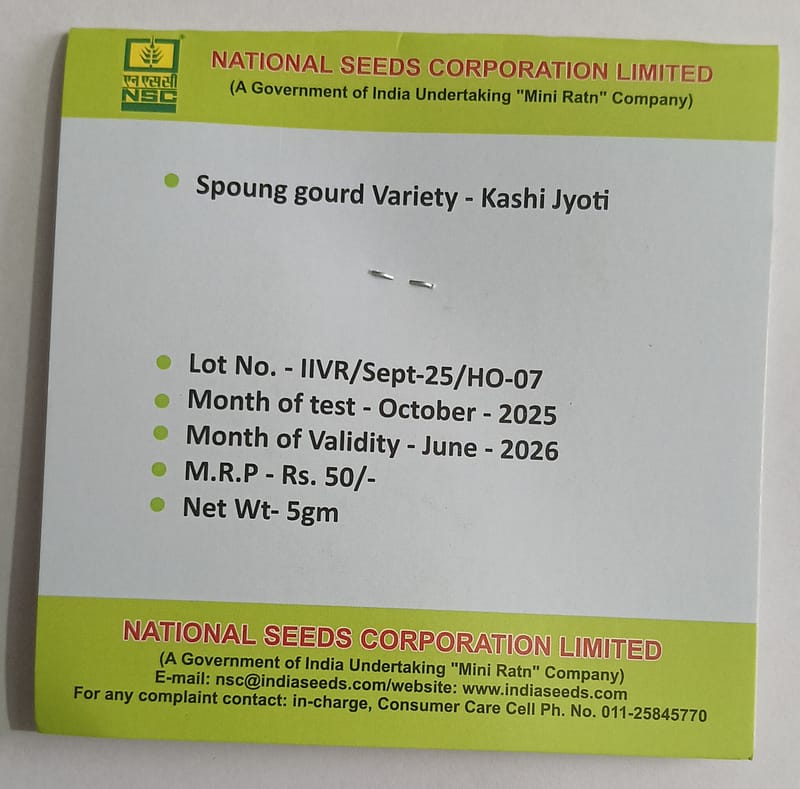 एन एस सी
NSC
NATIONAL SEEDS CORPORATION LIMITED
(A Government of India Undertaking "Mini Ratn" Company)
Spoung gourd Variety - Kashi Jyoti
Lot No. - IIVR/Sept-25/HO-07
Month of test - October - 2025
Month of Validity - June - 2026
M.R.P - Rs. 50/-
Net Wt- 5gm
NATIONAL SEEDS CORPORATION LIMITED
(A Government of India Undertaking "Mini Ratn" Company)
E-mail: nsc@indiaseeds.com/website: www.indiaseeds.com
For any complaint contact: in-charge, Consumer Care Cell Ph. No. 011-25845770